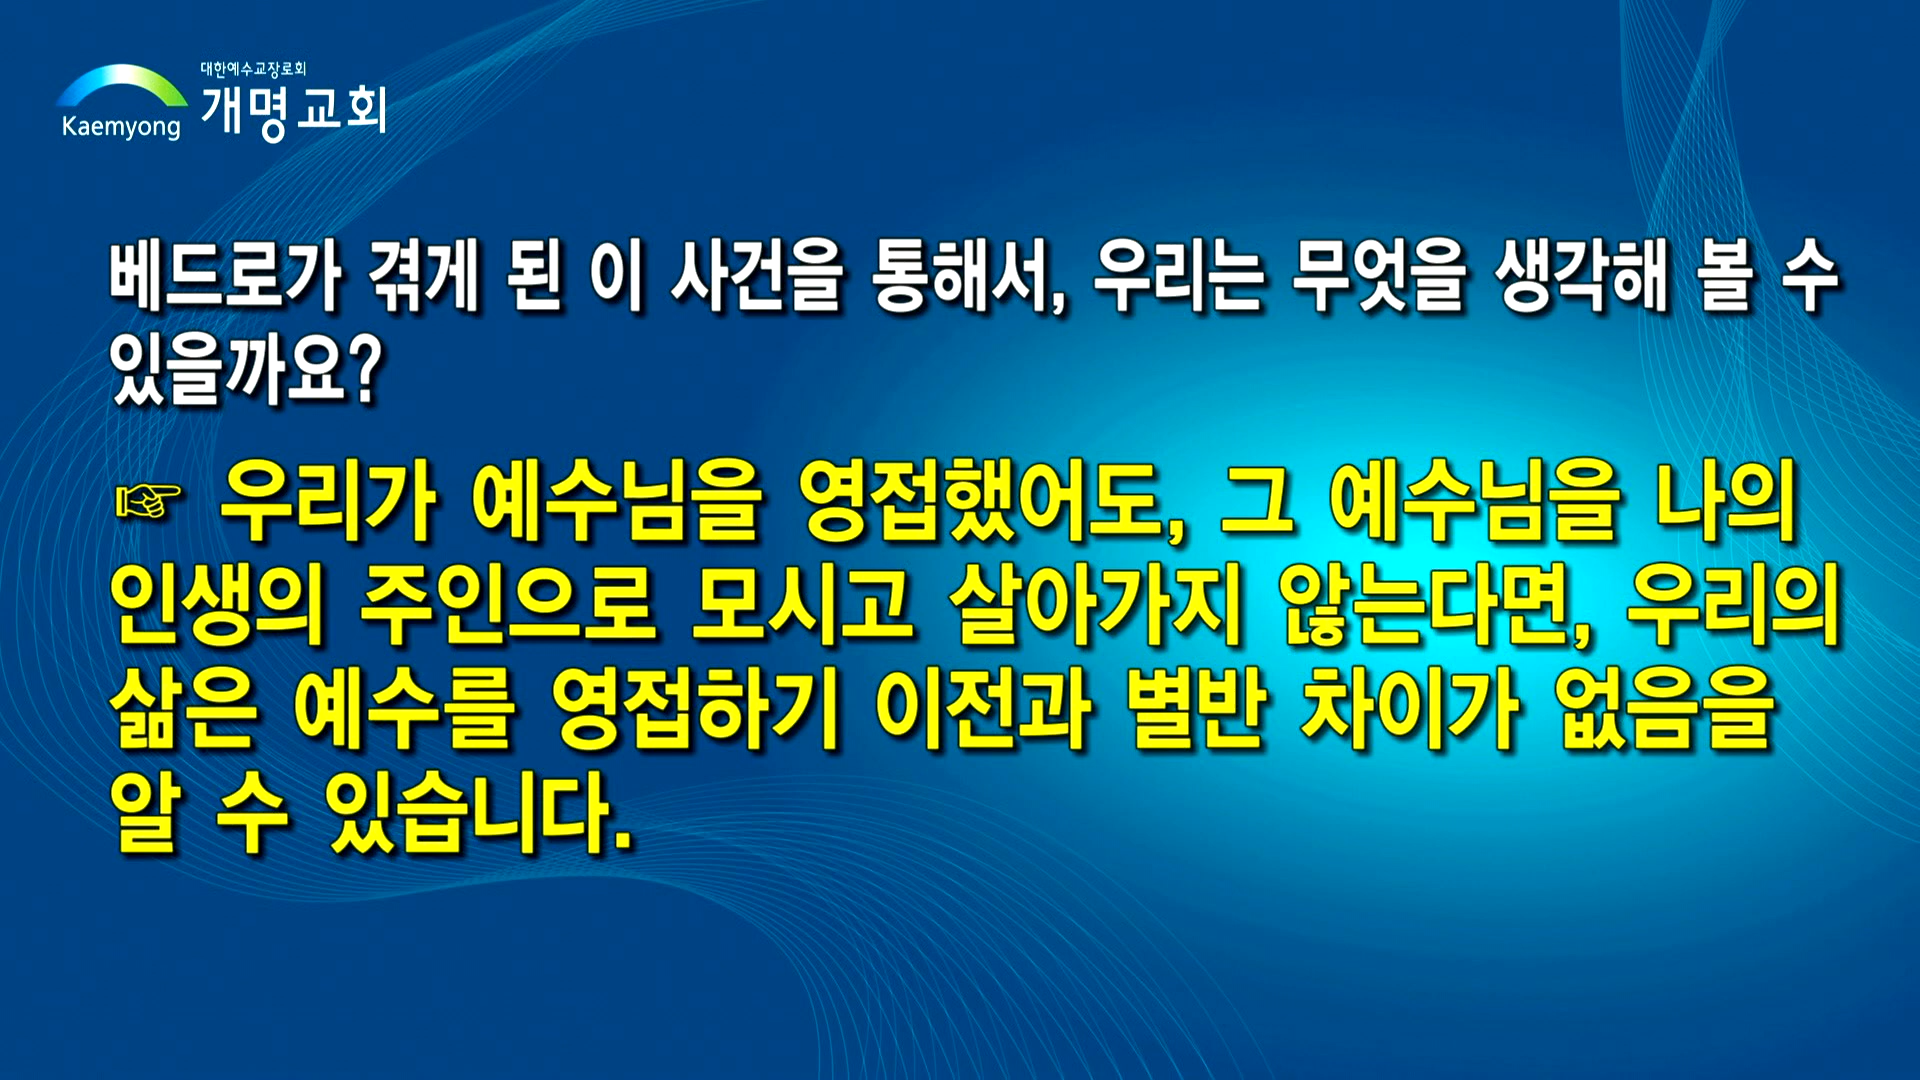 대한예수교장로회
개명교회
Kaemyong
베드로가 겪게 된 이 사건을 통해서, 우리는 무엇을 생각해 볼 수
있을까요?
☞ 우리가 예수님을 영접했어도, 그 예수님을 나의
인생의 주인으로 모시고 살아가지 않는다면, 우리의
삶은 예수를 영접하기 이전과 별반 차이가 없음을
알 수 있습니다.